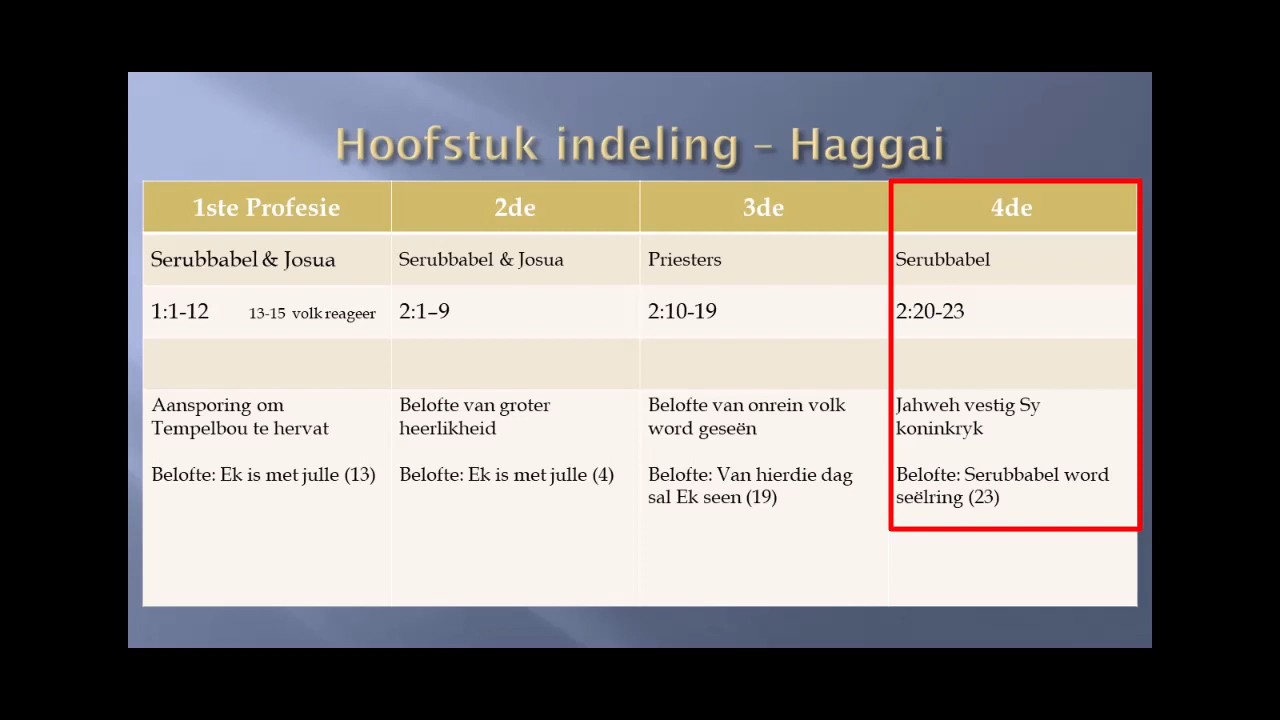 Hoofstuk indeling – Haggai
1ste Profesie
2de
3de
4de
Serubbabel & Josua
Serubbabel & Josua
Priesters
Serubbabel
1:1-12 13-15 volk reageer
2:1–9
2:10-19
2:20-23
Aansporing om
Tempelbou te hervat
Belofte: Ek is met julle (13)
Belofte van groter
heerlikheid
Belofte: Ek is met julle (4)
Belofte van onrein volk
word geseën
Belofte: Van hierdie dag
sal Ek seen (19)
Jahweh vestig Sy
koninkryk
Belofte: Serubbabel word
seëlring (23)